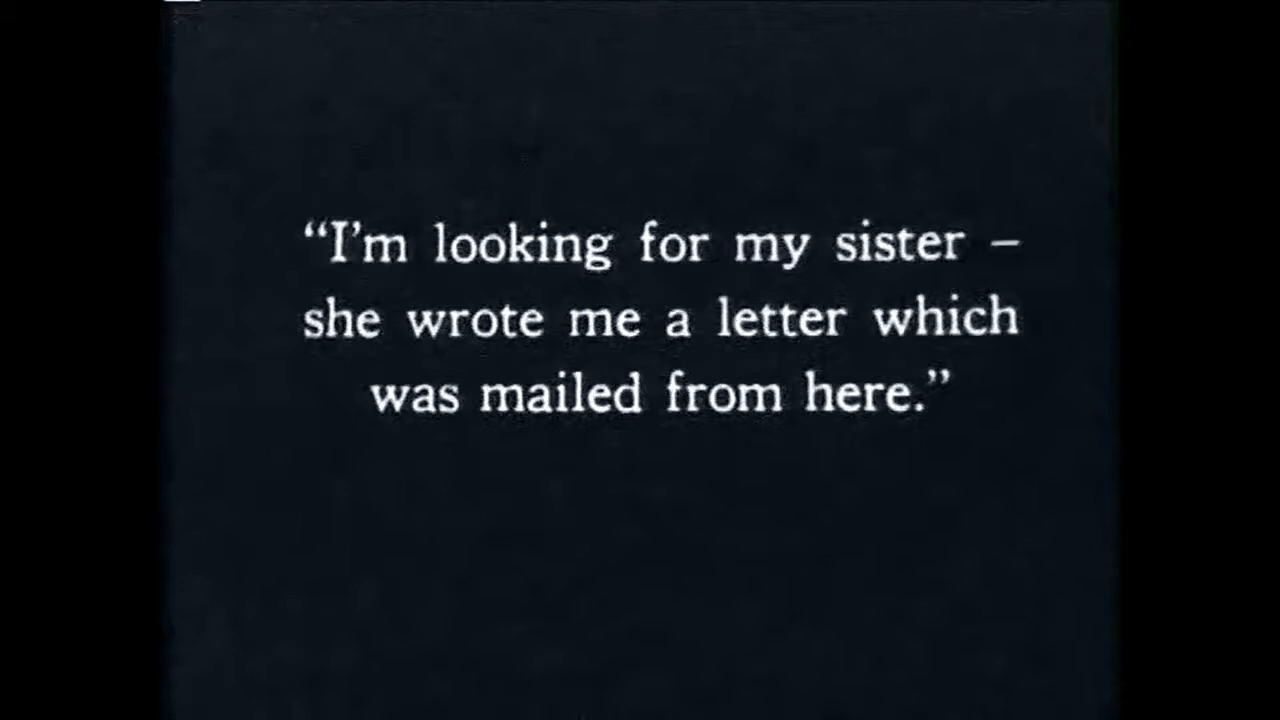 “I’m looking for my sister –
she wrote me a letter which
was mailed from here.”